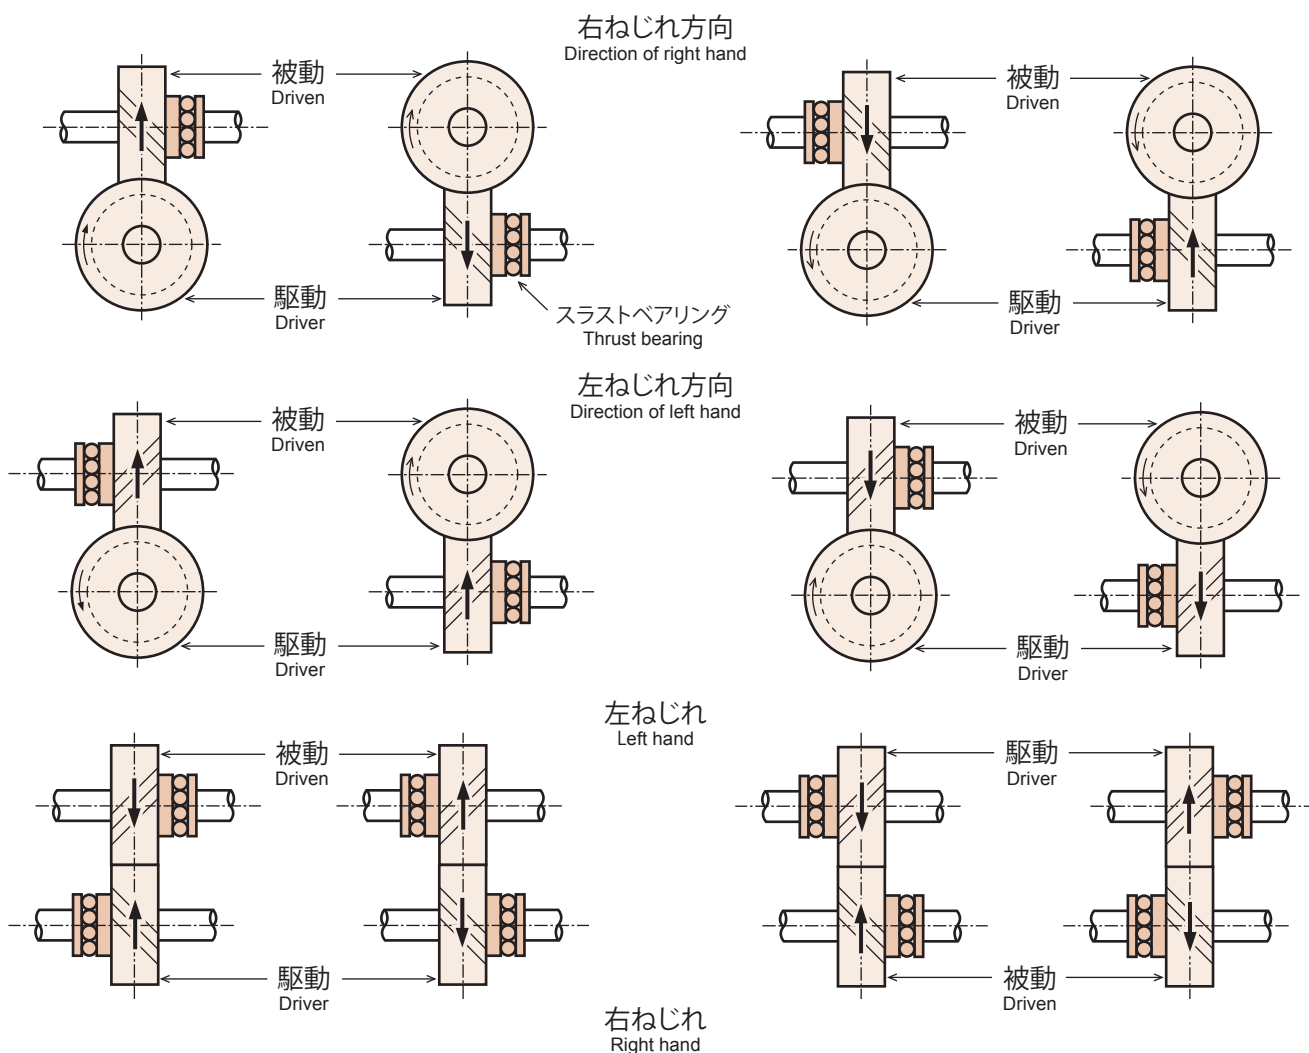 右ねじれ方向
Direction of right hand
被動
Driven
被動
Driven
駆動
Driver
スラストベアリング
Thrust bearing
駆動
Driver
左ねじれ方向
Direction of left hand
被動
Driven
被動
Driven
駆動
Driver
駆動
Driver
左ねじれ
Left hand
被動
Driven
駆動
Driver
駆動
Driver
被動
Driven
右ねじれ
Right hand